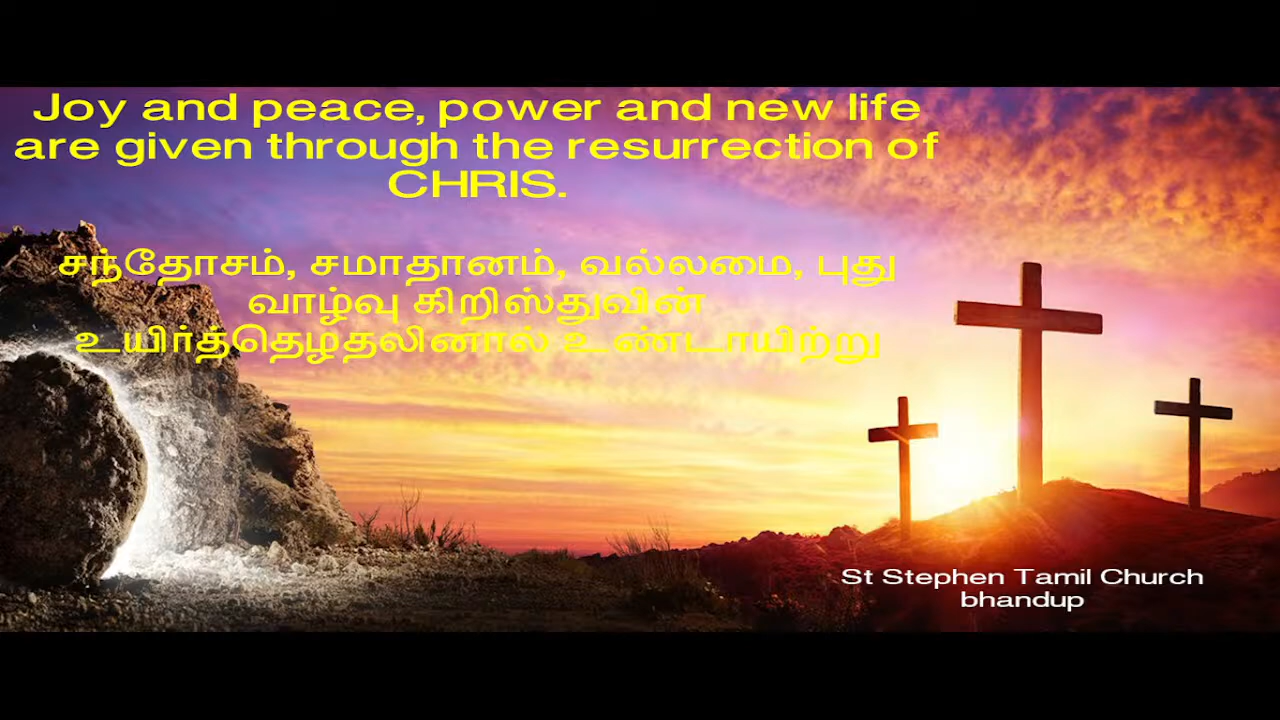 Joy and peace, power and new life
are given through the resurrection of
CHRIS.
சந்தோசம், சமாதானம், வல்லமை, புது
வாழ்வு கிறிஸ்துவின்
உயிர்த்தெழுதலினால் உண்டாயிற்று
St Stephen Tamil Church
bhandup